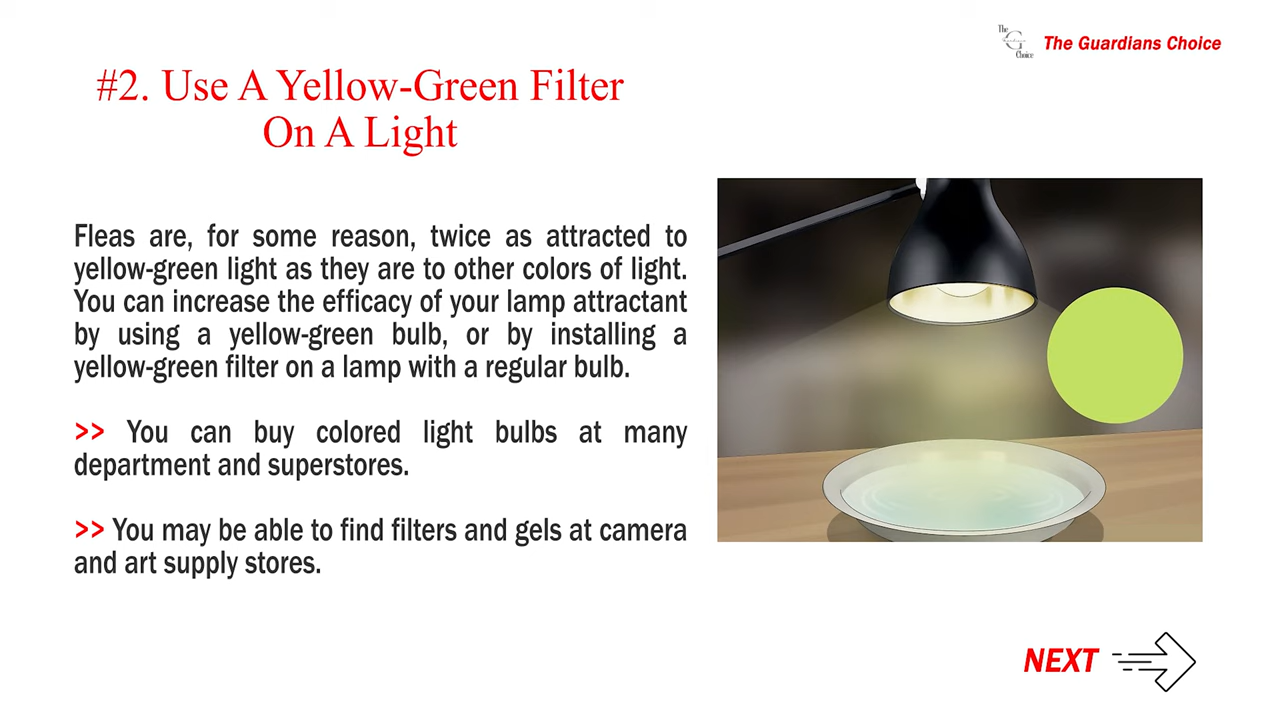 The
G
Guardians
Choice
The Guardians Choice
#2. Use A Yellow-Green Filter
On A Light
Fleas are, for some reason, twice as attracted to
yellow-green light as they are to other colors of light.
You can increase the efficacy of your lamp attractant
by using a yellow-green bulb, or by installing a
yellow-green filter on a lamp with a regular bulb.
>> You can buy colored light bulbs at many
department and superstores.
>> You may be able to find filters and gels at camera
and art supply stores.
NEXT